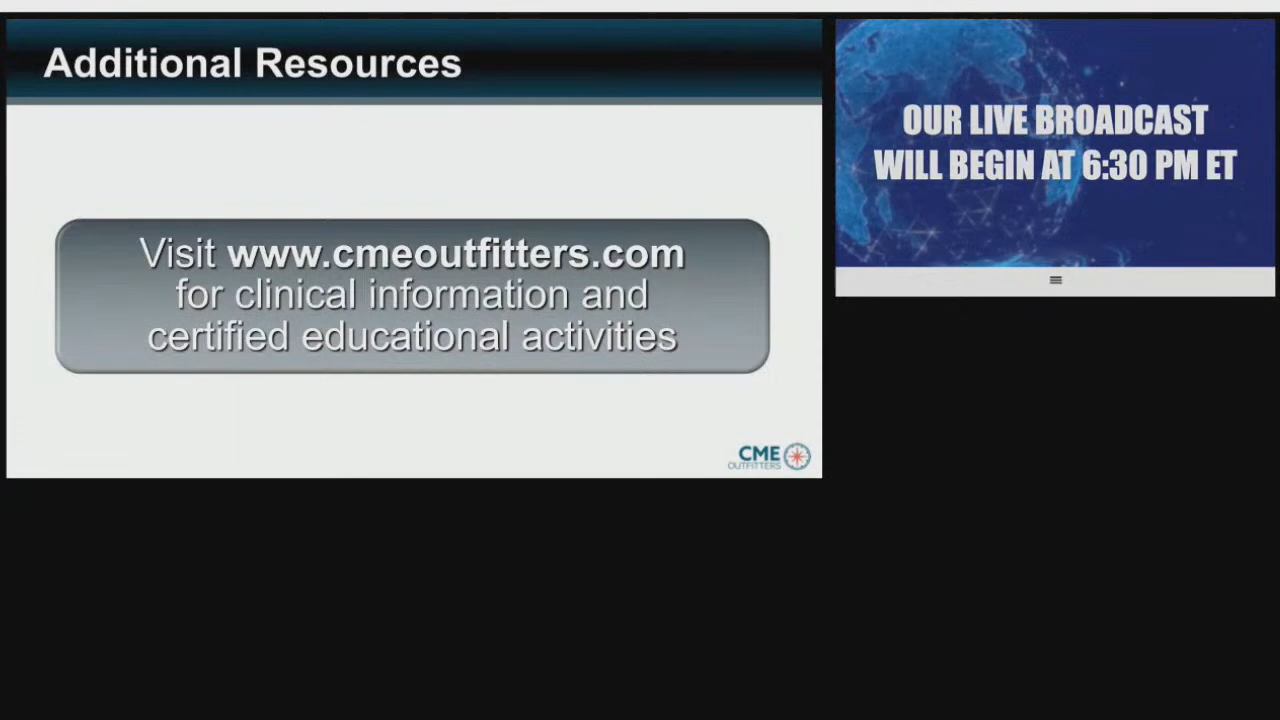 Additional Resources
Visit www.cmeoutfitters.com
for clinical information and
certified educational activities
CME
OUTFITTERS
OUR LIVE BROADCAST
WILL BEGIN AT 6:30 PM ET